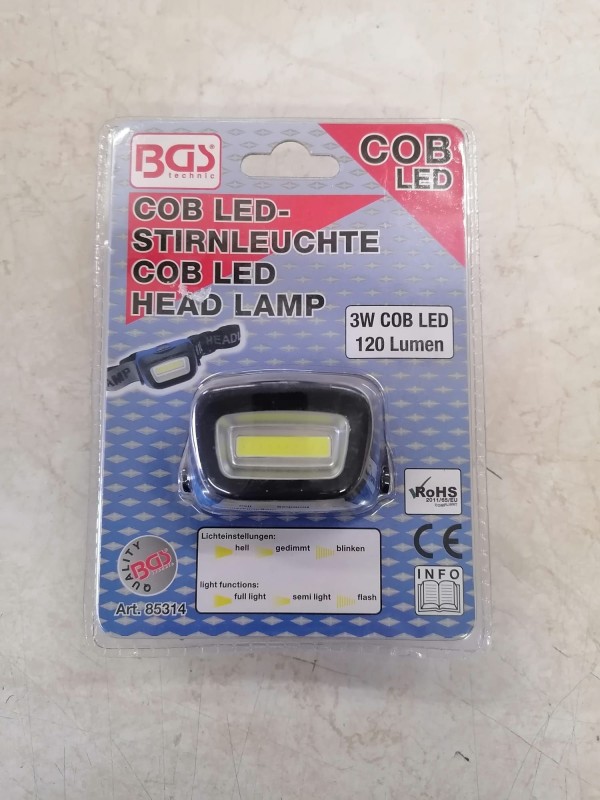 BGS®
technic
COB
LED
COB LED-
STIRNLEUCHTE
COB LED
HEAD LAMP
3W COB LED
120 Lumen
RoHS
2011/65/EU
Lichteinstellungen:
hell gedimmt blinken
light functions:
full light semi light flash
CE
INFO
QUALITY
BGS
Art. 85314